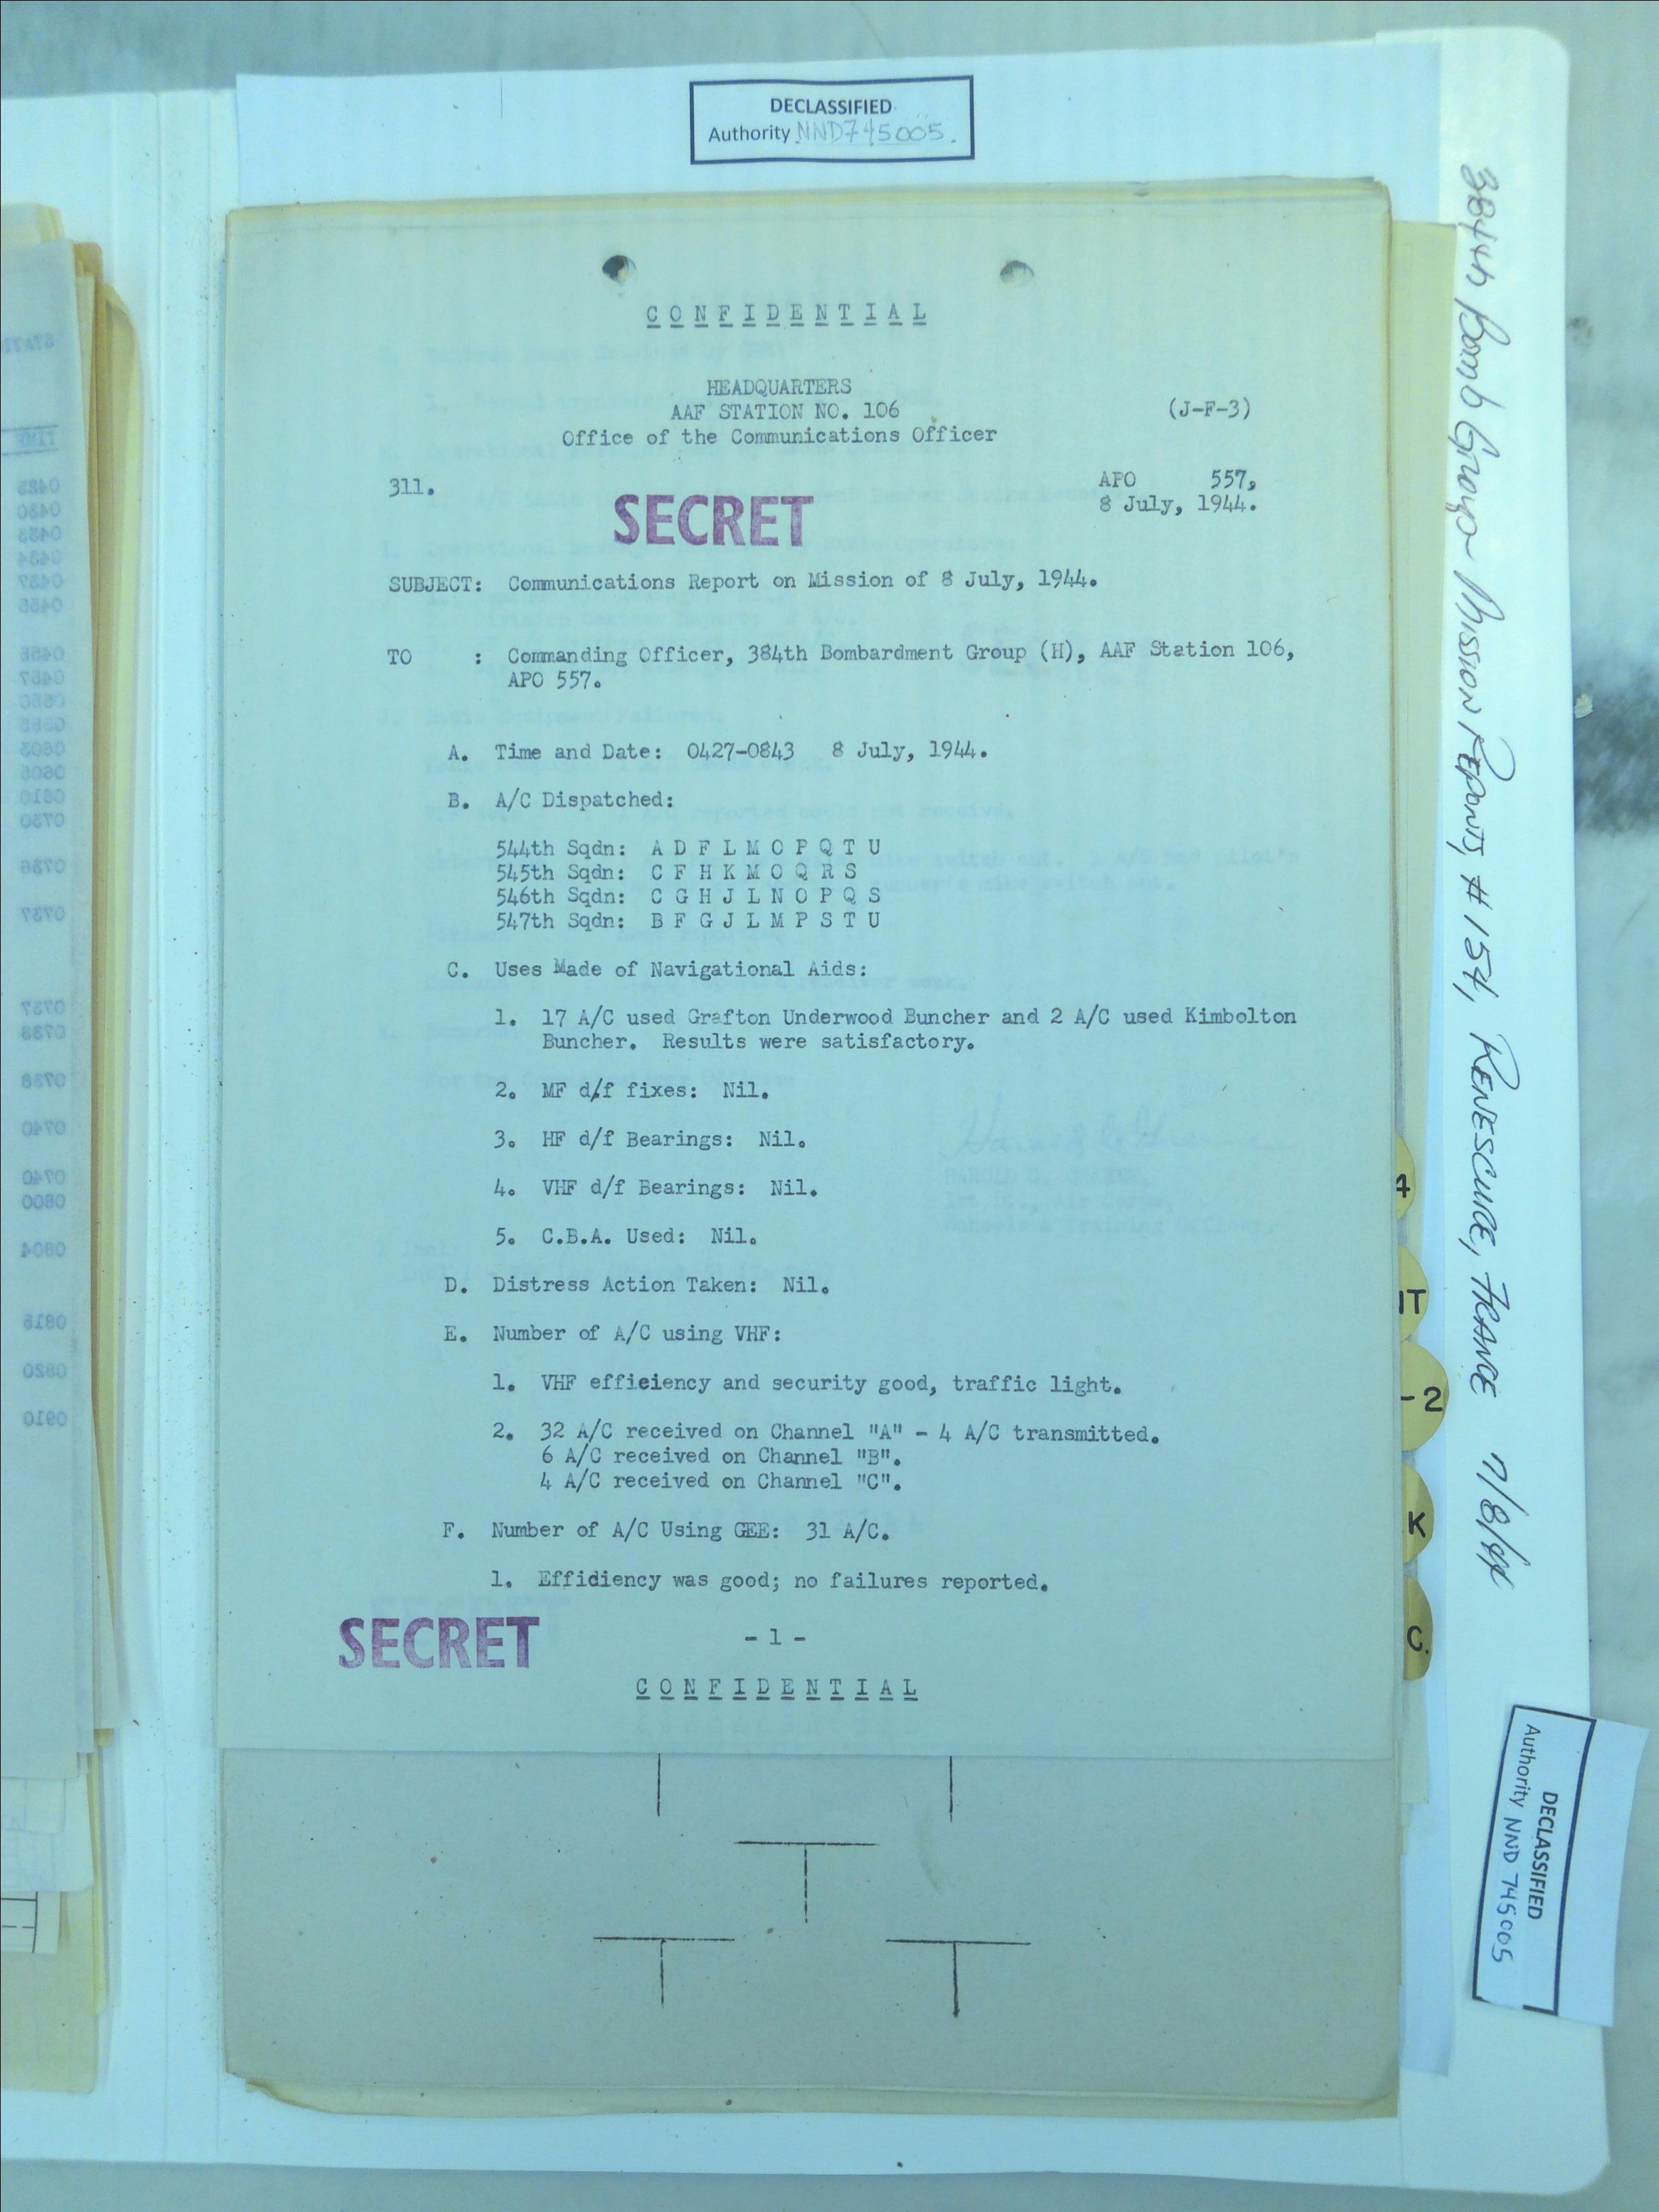 DECLASSIFIED
Authority NND745005.
CONFIDENTIAL
HEADQUARTERS
AAF STATION NO. 106
(J-F-3)
Office of the Communications Officer
311.
APO 557,
8 July, 1944.
SECRET
SUBJECT: Communications Report on Mission of 8 July, 1944.
TO : Commanding Officer, 384th Bombardment Group (H), AAF Station 106,
APO 557.
A. Time and Date: 0427-0843 8 July, 1944.
B. A/C Dispatched:
544th Sqdn: A D F L M O P Q T U
545th Sqdn: C F H K M O Q R S
546th Sqdn: C G H J L N O P Q S
547th Sqdn: B F G J L M P S T U
C. Uses Made of Navigational Aids:
1. 17 A/C used Grafton Underwood Buncher and 2 A/C used Kimbolton
Buncher. Results were satisfactory.
2. MF d/f fixes: Nil.
3. HF d/f Bearings: Nil.
4. VHF d/f Bearings: Nil.
5. C.B.A. Used: Nil.
D. Distress Action Taken: Nil.
E. Number of A/C using VHF:
1. VHF effieiency and security good, traffic light.
2. 32 A/C received on Channel "A" - 4 A/C transmitted.
6 A/C received on Channel "B".
4 A/C received on Channel "C".
F. Number of A/C Using GEE: 31 A/C.
1. Effidiency was good; no failures reported.
SECRET
- 1 -
CONFIDENTIAL
384th Bomb Group Mission Reports, #154, RENESCURE, FRANCE 7/8/44
4
IT
-2
K
C.
DECLASSIFIED
Authority NND 745005